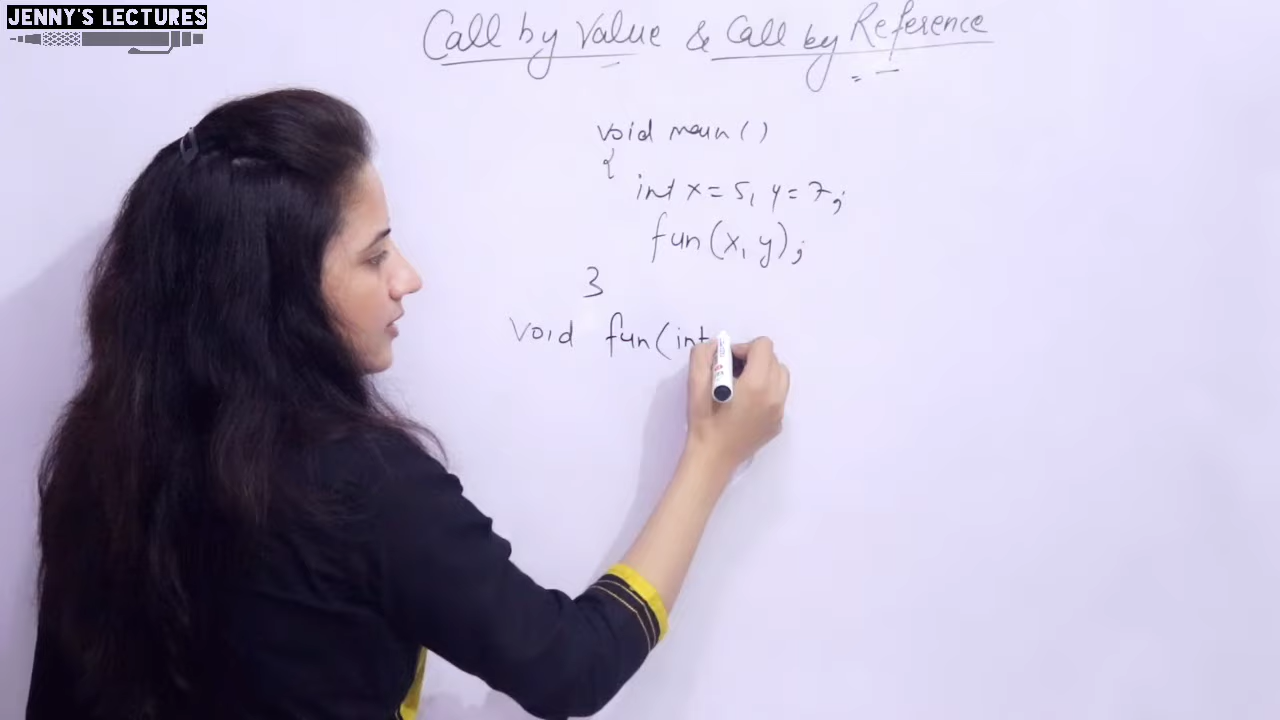 JENNY'S LECTURES
Call by Value & Call by Reference
void main()
{
int x = 5, y = 7;
fun(x, y);
}
void fun(int